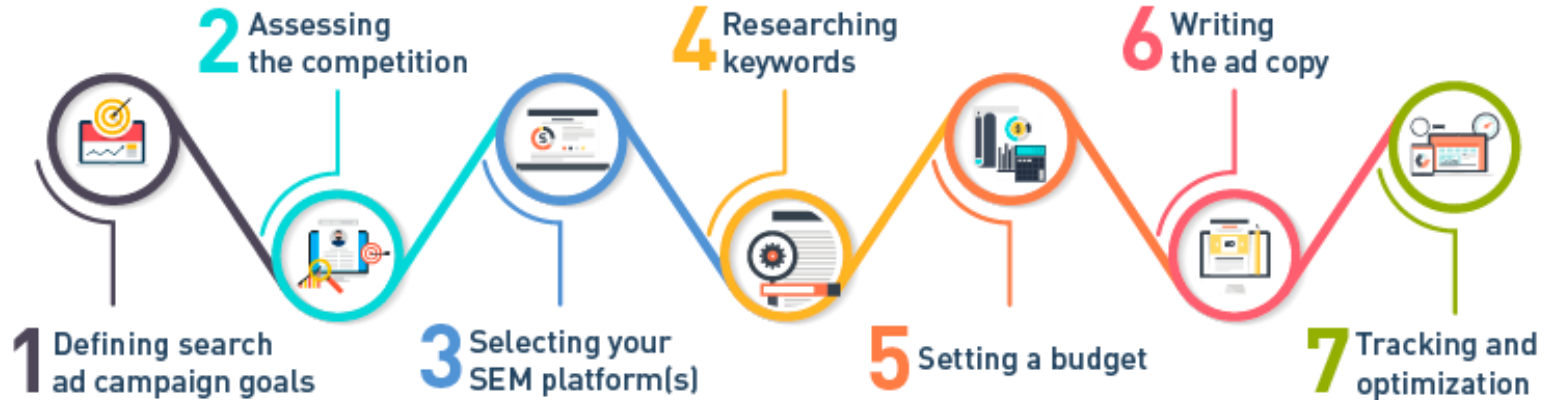 1 Defining search
ad campaign goals
2 Assessing
the competition
3 Selecting your
SEM platform(s)
4 Researching
keywords
5 Setting a budget
6 Writing
the ad copy
7 Tracking and
optimization